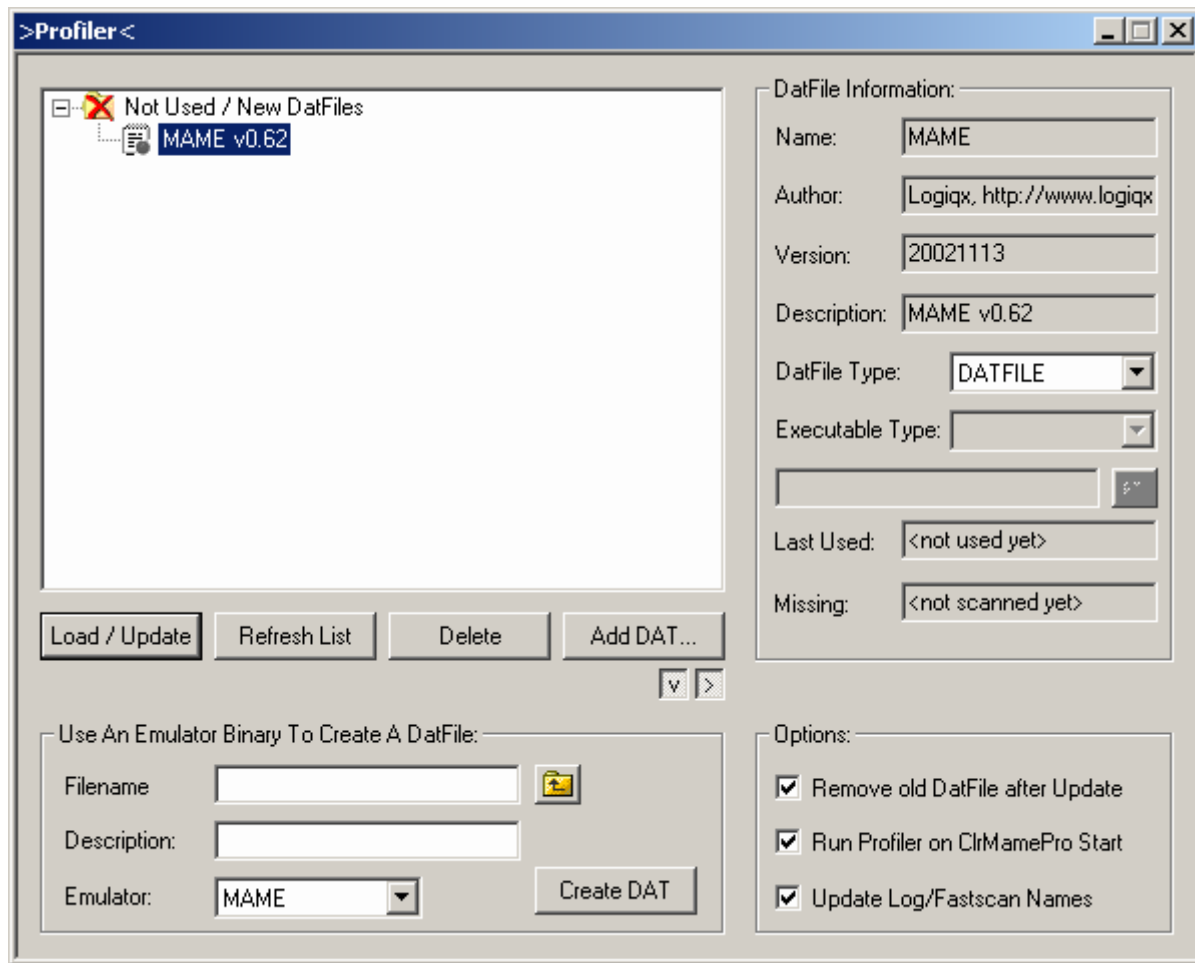 >Profiler<
Not Used / New DatFiles
MAME v0.62
Load / Update
Refresh List
Delete
Add DAT...
v
>
DatFile Information:
Name: MAME
Author: Logiqx, http://www.logiqx
Version: 20021113
Description: MAME v0.62
DatFile Type: DATFILE
Executable Type:
Last Used: <not used yet>
Missing: <not scanned yet>
Use An Emulator Binary To Create A DatFile:
Filename
Description:
Emulator: MAME
Create DAT
Options:
Remove old DatFile after Update
Run Profiler on ClrMamePro Start
Update Log/Fastscan Names